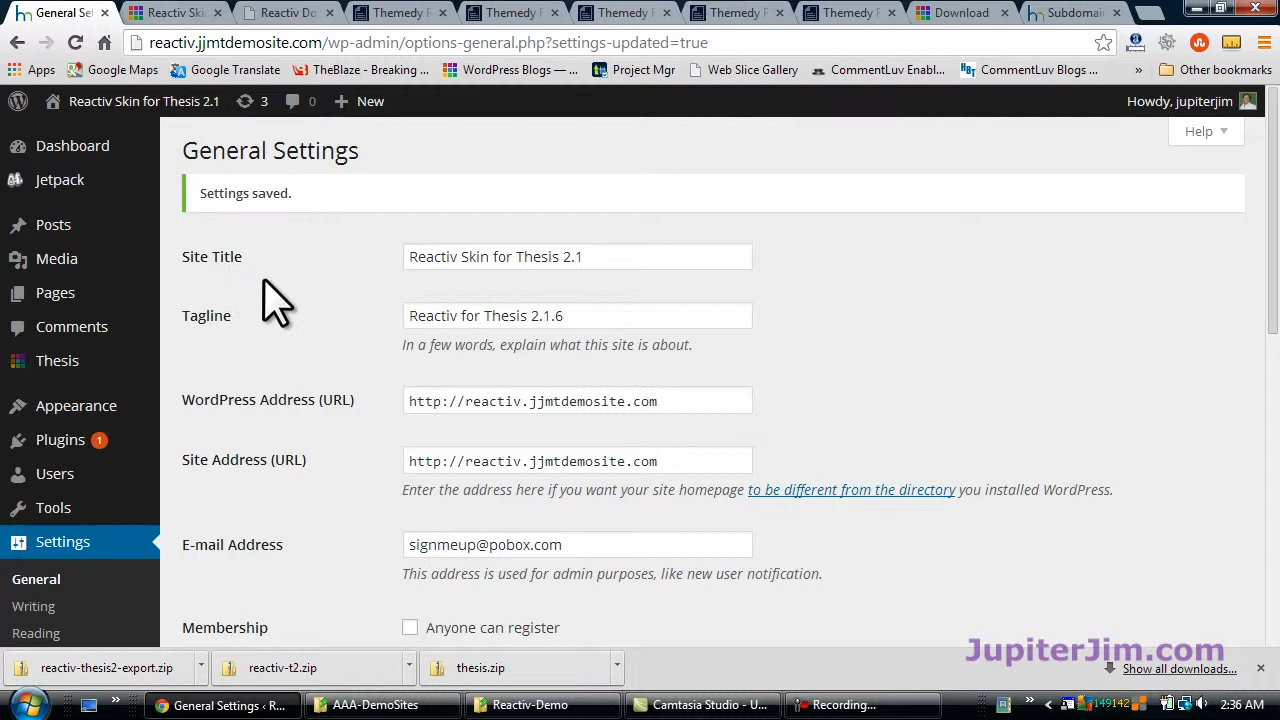 General Se
Reactiv Skin
Reactiv Do
Themedy R
Themedy R
Themedy R
Themedy R
Themedy R
Download
Subdomain
reactiv.jjmtdemosite.com/wp-admin/options-general.php?settings-updated=true
Apps
Google Maps
Google Translate
TheBlaze - Breaking ...
WordPress Blogs — ...
Project Mgr
Web Slice Gallery
CommentLuv Enabl...
CommentLuv Blogs ...
»
Other bookmarks
Reactiv Skin for Thesis 2.1
3
0
New
Howdy, jupiterjim
Help
Dashboard
Jetpack
Posts
Media
Pages
Comments
Thesis
Appearance
Plugins 1
Users
Tools
Settings
General
Writing
Reading
General Settings
Settings saved.
Site Title
Reactiv Skin for Thesis 2.1
Tagline
Reactiv for Thesis 2.1.6
In a few words, explain what this site is about.
WordPress Address (URL)
http://reactiv.jjmtdemosite.com
Site Address (URL)
http://reactiv.jjmtdemosite.com
Enter the address here if you want your site homepage to be different from the directory you installed WordPress.
E-mail Address
signmeup@pobox.com
This address is used for admin purposes, like new user notification.
Membership
Anyone can register
JupiterJim.com
reactiv-thesis2-export.zip
reactiv-t2.zip
thesis.zip
Show all downloads...
»
General Settings ‹ R...
AAA-DemoSites
Reactiv-Demo
Camtasia Studio - U...
Recording...
»
149142
2:36 AM